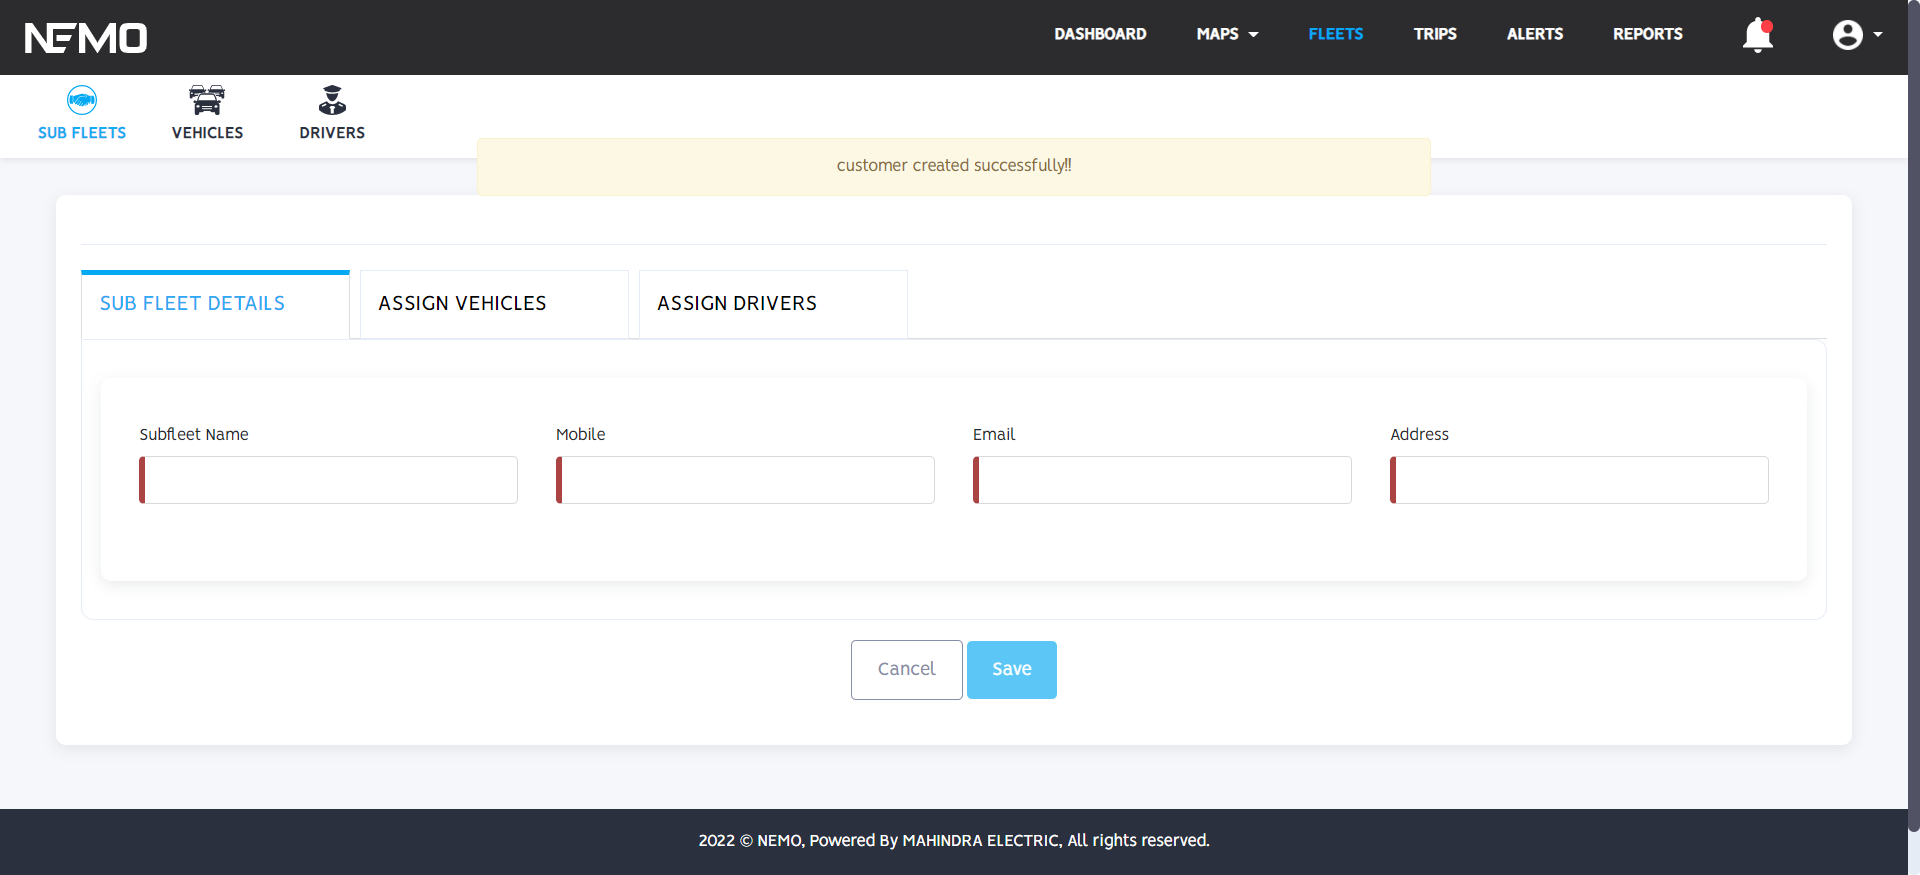 NEMO
DASHBOARD
MAPS
FLEETS
TRIPS
ALERTS
REPORTS
SUB FLEETS
VEHICLES
DRIVERS
customer created successfully!!
SUB FLEET DETAILS
ASSIGN VEHICLES
ASSIGN DRIVERS
Subfleet Name
Mobile
Email
Address
Cancel
Save
2022 © NEMO, Powered By MAHINDRA ELECTRIC, All rights reserved.